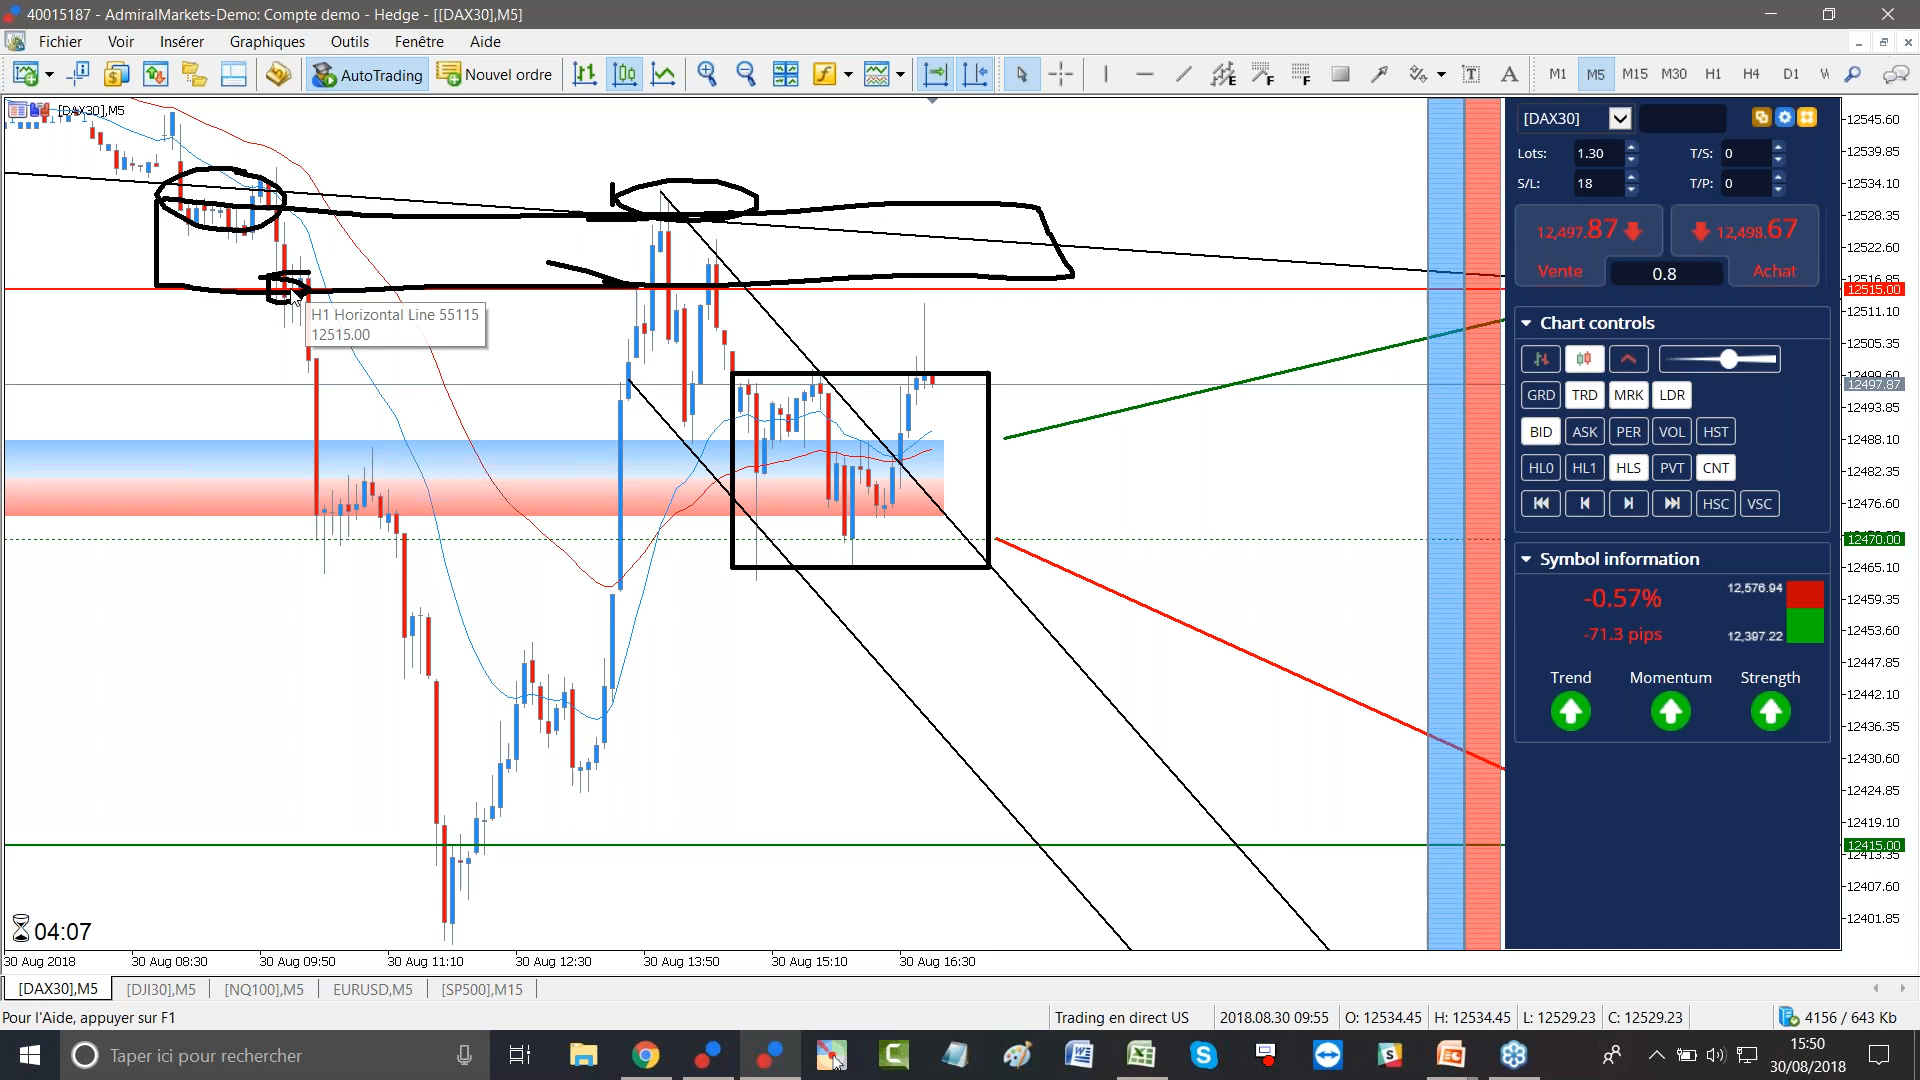 40015187 - AdmiralMarkets-Demo: Compte demo - Hedge - [[DAX30],M5]
Fichier Voir Insérer Graphiques Outils Fenêtre Aide
AutoTrading Nouvel ordre M1 M5 M15 M30 H1 H4 D1
[DAX30],M5
H1 Horizontal Line 55115
12515.00
04:07
12545.60
12539.85
12534.10
12528.35
12522.60
12516.85
12515.00
12511.10
12505.35
12497.87
12493.85
12488.10
12482.35
12476.60
12470.00
12465.10
12459.35
12453.60
12447.85
12442.10
12436.35
12430.60
12424.85
12419.10
12415.00
12413.35
12407.60
12401.85
30 Aug 2018 30 Aug 08:30 30 Aug 09:50 30 Aug 11:10 30 Aug 12:30 30 Aug 13:50 30 Aug 15:10 30 Aug 16:30
[DAX30]
Lots: 1.30 T/S: 0
S/L: 18 T/P: 0
12,497.87 12,498.67
Vente 0.8 Achat
Chart controls
GRD TRD MRK LDR
BID ASK PER VOL HST
HL0 HL1 HLS PVT CNT
HSC VSC
Symbol information
-0.57% 12,576.94
-71.3 pips 12,397.22
Trend Momentum Strength
[DAX30],M5 [DJI30],M5 [NQ100],M5 EURUSD,M5 [SP500],M15
Pour l'Aide, appuyer sur F1 Trading en direct US 2018.08.30 09:55 O: 12534.45 H: 12534.45 L: 12529.23 C: 12529.23 4156 / 643 Kb
Taper ici pour rechercher 15:50
30/08/2018